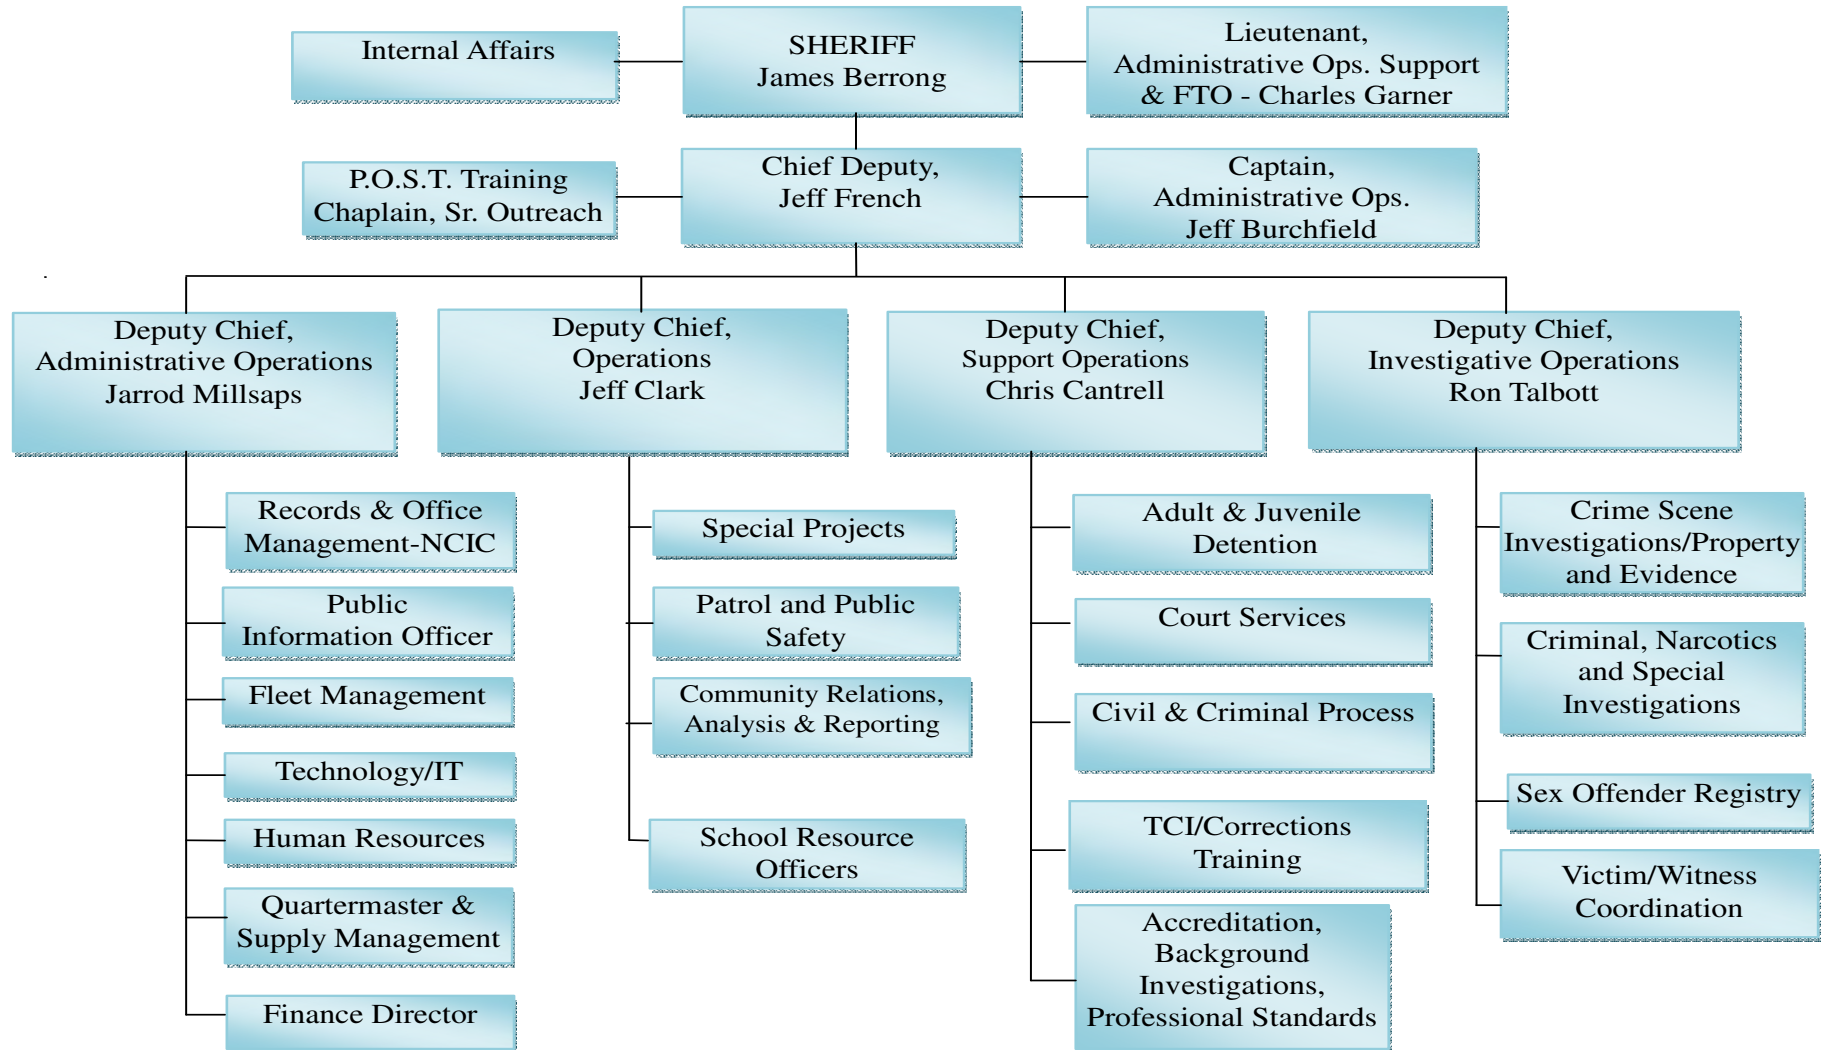 Internal Affairs
SHERIFF
James Berrong
Lieutenant,
Administrative Ops. Support
& FTO - Charles Garner
P.O.S.T. Training
Chaplain, Sr. Outreach
Chief Deputy,
Jeff French
Captain,
Administrative Ops.
Jeff Burchfield
Deputy Chief,
Administrative Operations
Jarrod Millsaps
Deputy Chief,
Operations
Jeff Clark
Deputy Chief,
Support Operations
Chris Cantrell
Deputy Chief,
Investigative Operations
Ron Talbott
Records & Office
Management-NCIC
Public
Information Officer
Fleet Management
Technology/IT
Human Resources
Quartermaster &
Supply Management
Finance Director
Special Projects
Patrol and Public
Safety
Community Relations,
Analysis & Reporting
School Resource
Officers
Adult & Juvenile
Detention
Court Services
Civil & Criminal Process
TCI/Corrections
Training
Accreditation,
Background
Investigations,
Professional Standards
Crime Scene
Investigations/Property
and Evidence
Criminal, Narcotics
and Special
Investigations
Sex Offender Registry
Victim/Witness
Coordination